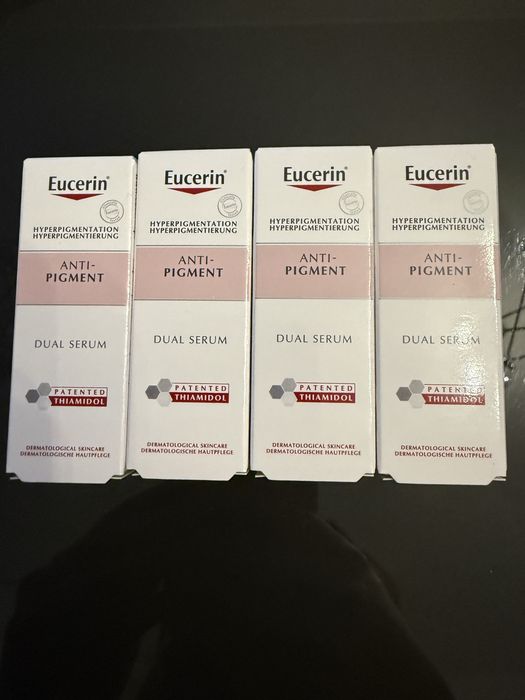 Eucerin®
HYPERPIGMENTATION
HYPERPIGMENTIERUNG
ANTI-
PIGMENT
DUAL SERUM
PATENTED
THIAMIDOL
DERMATOLOGICAL SKINCARE
DERMATOLOGISCHE HAUTPFLEGE
Eucerin®
HYPERPIGMENTATION
HYPERPIGMENTIERUNG
ANTI-
PIGMENT
DUAL SERUM
PATENTED
THIAMIDOL
DERMATOLOGICAL SKINCARE
DERMATOLOGISCHE HAUTPFLEGE
Eucerin®
HYPERPIGMENTATION
HYPERPIGMENTIERUNG
ANTI-
PIGMENT
DUAL SERUM
PATENTED
THIAMIDOL
DERMATOLOGICAL SKINCARE
DERMATOLOGISCHE HAUTPFLEGE
Eucerin®
HYPERPIGMENTATION
HYPERPIGMENTIERUNG
ANTI-
PIGMENT
DUAL SERUM
PATENTED
THIAMIDOL
DERMATOLOGICAL SKINCARE
DERMATOLOGISCHE HAUTPFLEGE